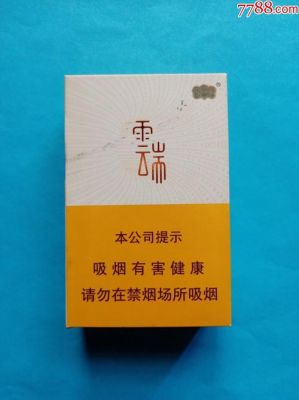 7788.com
雲端
本公司提示
吸烟有害健康
请勿在禁烟场所吸烟